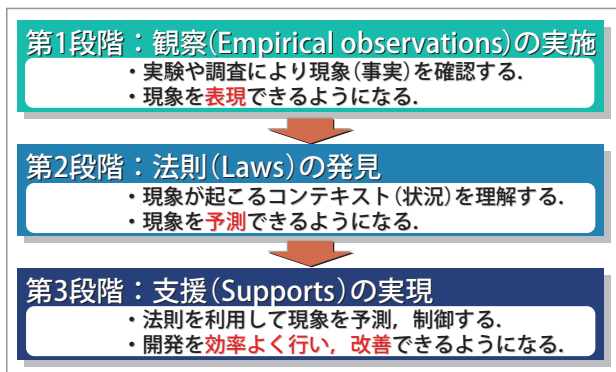 第1段階：観察(Empirical observations)の実施
・実験や調査により現象(事実)を確認する．
・現象を表現できるようになる．
第2段階：法則(Laws)の発見
・現象が起こるコンテキスト(状況)を理解する．
・現象を予測できるようになる．
第3段階：支援(Supports)の実現
・法則を利用して現象を予測，制御する．
・開発を効率よく行い，改善できるようになる．